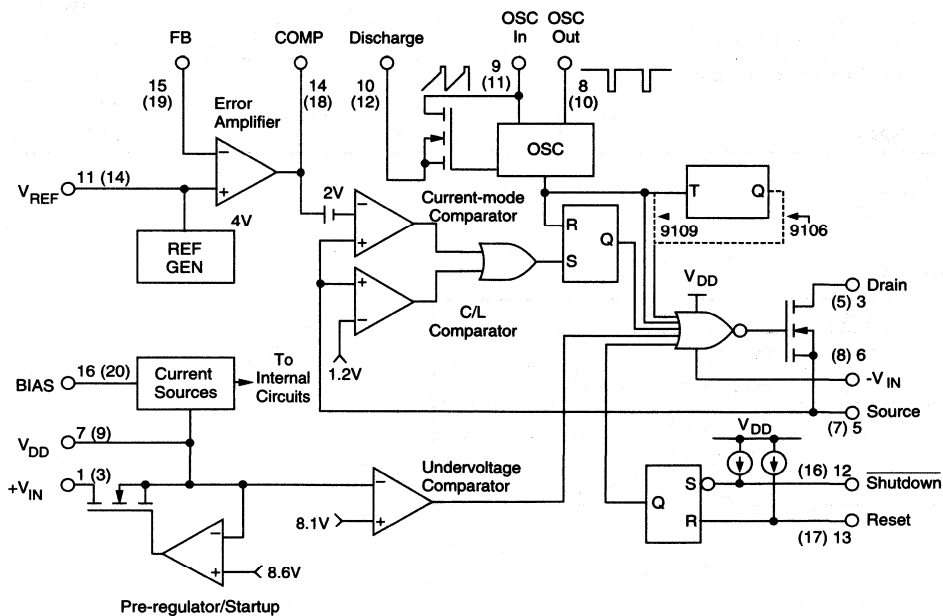 FB
COMP
Discharge
OSC
In
OSC
Out
15
(19)
14
(18)
10
(12)
9
(11)
8
(10)
Error
Amplifier
OSC
VREF
11 (14)
4V
REF
GEN
2V
Current-mode
Comparator
T
Q
9109
9106
R
Q
S
C/L
Comparator
1.2V
VDD
Drain
(5) 3
(8) 6
-VIN
Source
(7) 5
BIAS
16 (20)
Current
Sources
To
Internal
Circuits
VDD
7 (9)
+VIN
1 (3)
Undervoltage
Comparator
8.1V
8.6V
VDD
Q
S
R
(16) 12
Shutdown
Reset
(17) 13
Pre-regulator/Startup